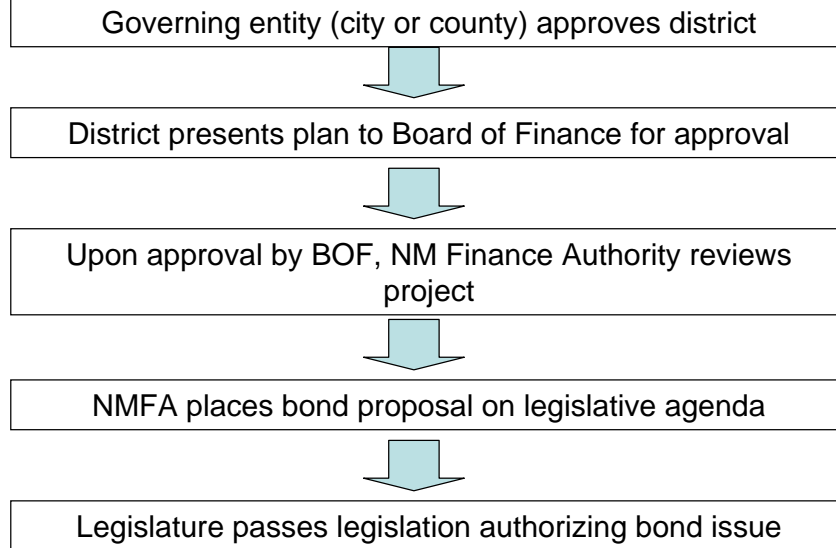 Governing entity (city or county) approves district
District presents plan to Board of Finance for approval
Upon approval by BOF, NM Finance Authority reviews
project
NMFA places bond proposal on legislative agenda
Legislature passes legislation authorizing bond issue